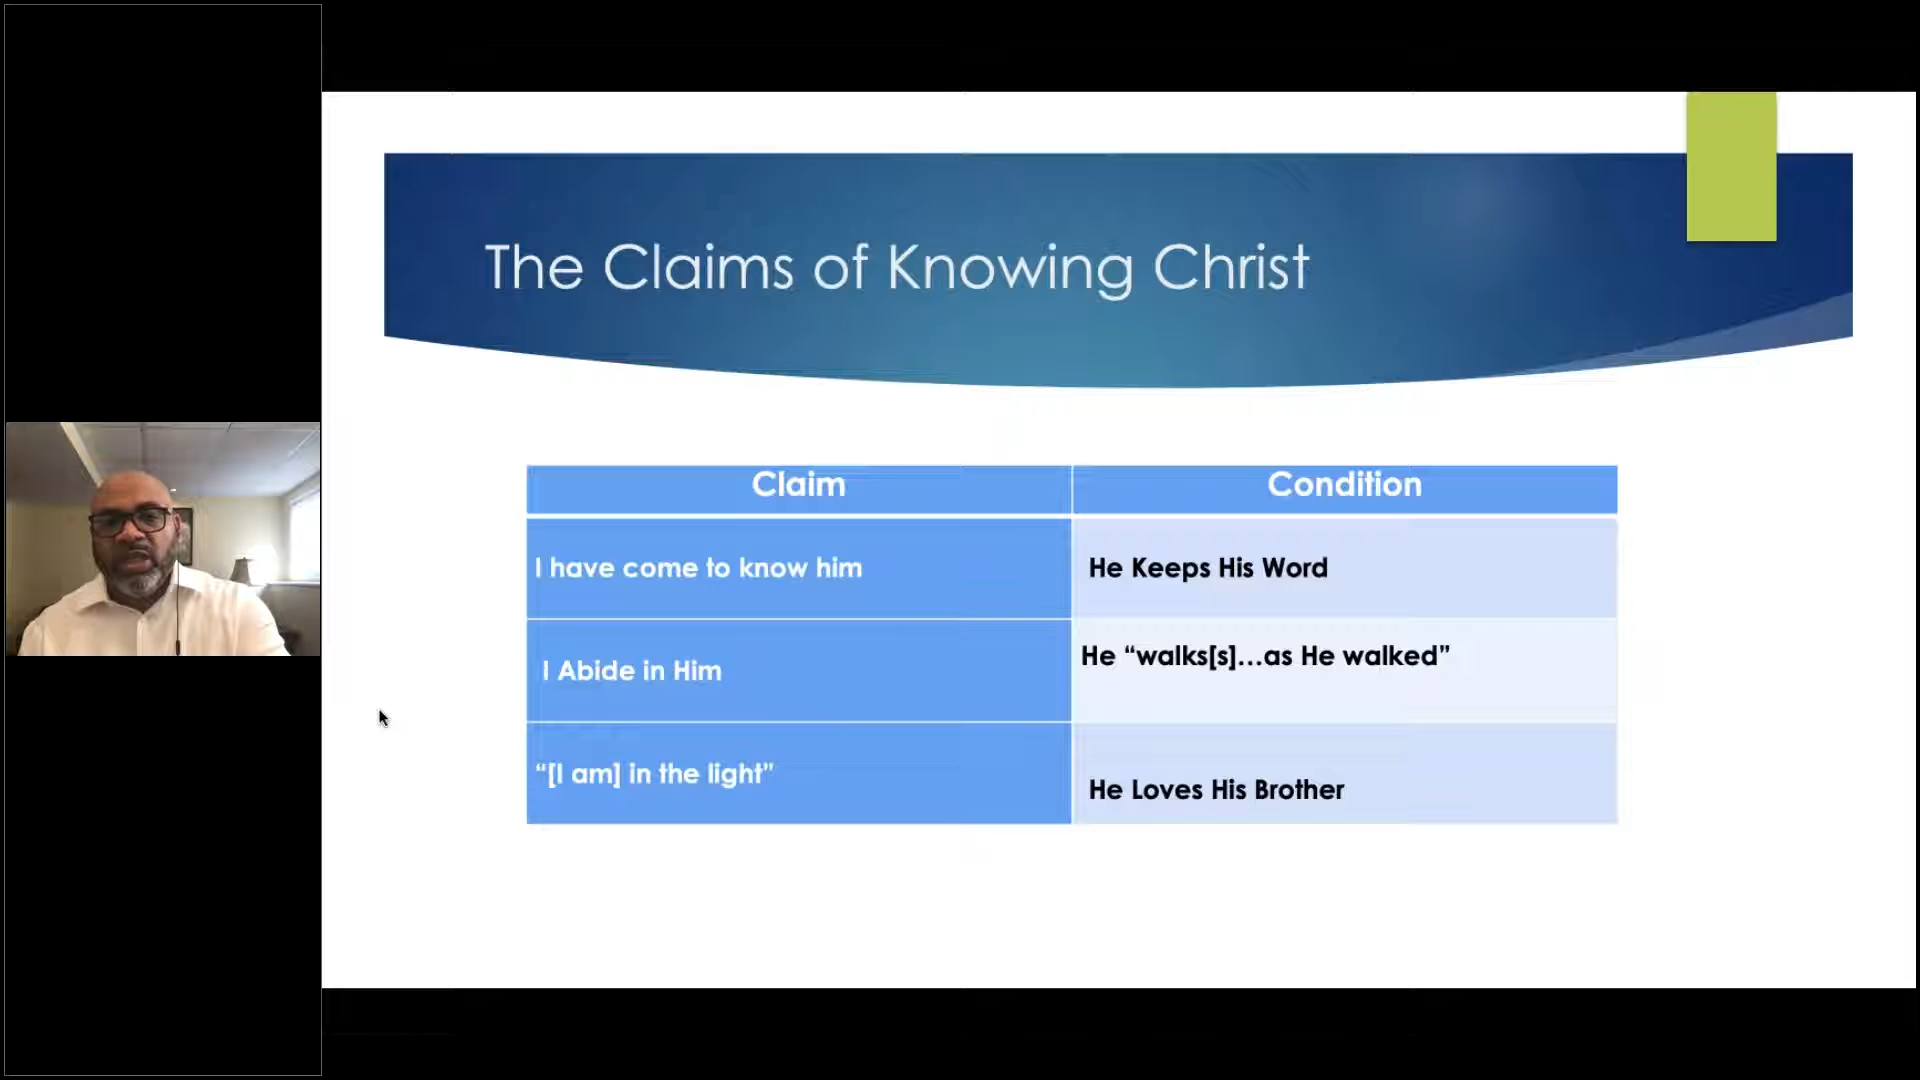 The Claims of Knowing Christ
Claim
Condition
I have come to know him
He Keeps His Word
I Abide in Him
He “walks[s]...as He walked”
“[I am] in the light”
He Loves His Brother